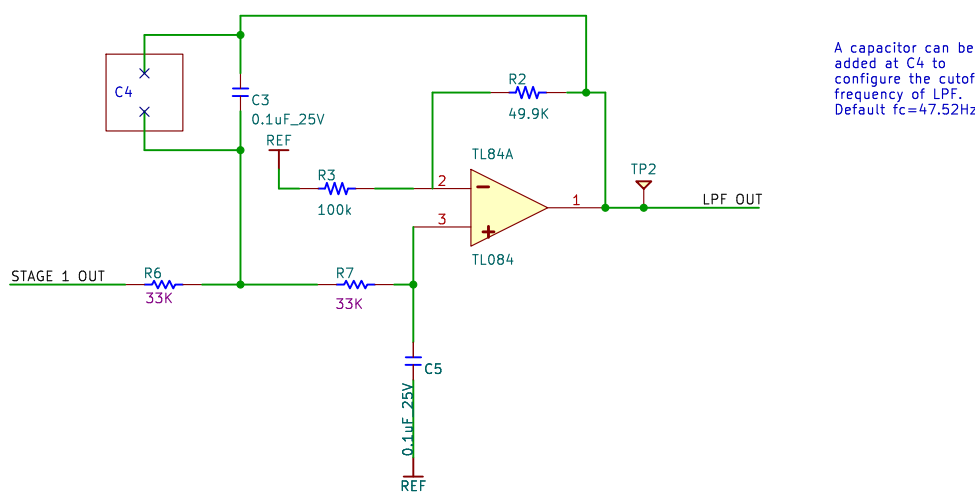 A capacitor can be
added at C4 to
configure the cutof
frequency of LPF.
Default fc=47.52Hz
C4
C3
0.1uF_25V
REF
R2
49.9K
TL84A
R3
100k
2
3
1
TP2
LPF OUT
TL084
STAGE 1 OUT
R6
33K
R7
33K
C5
0.1uF_25V
REF